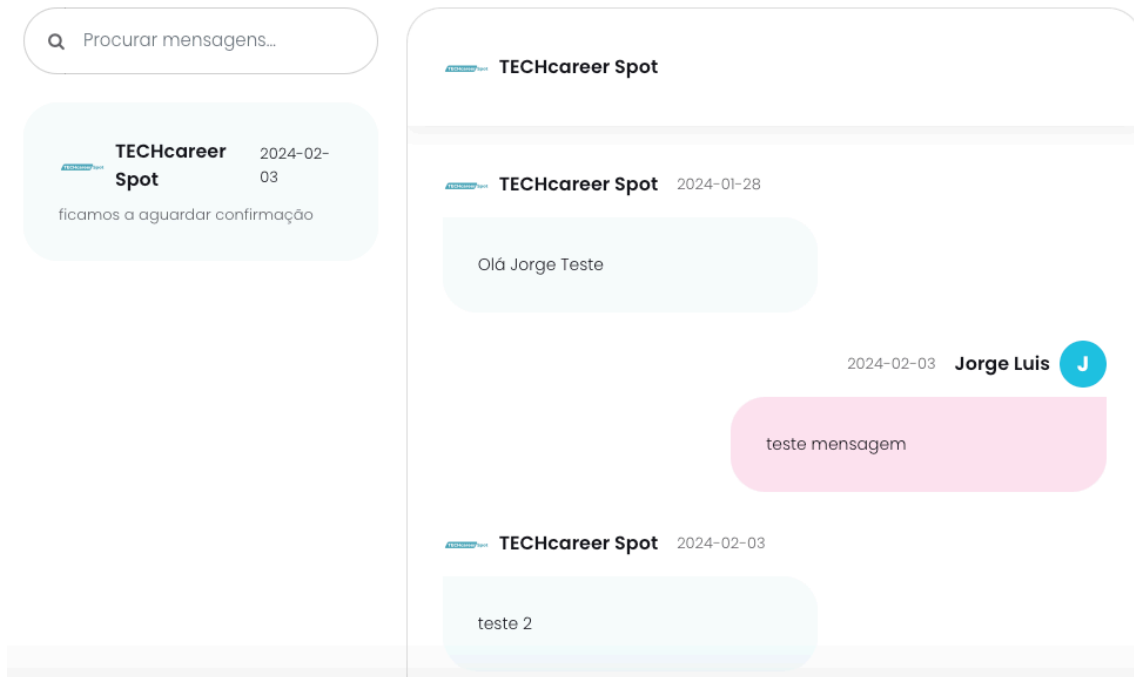 Procurar mensagens...
TECHcareer
Spot
2024-02-
03
ficamos a aguardar confirmação
TECHcareer Spot
TECHcareer Spot 2024-01-28
Olá Jorge Teste
2024-02-03 Jorge Luis J
teste mensagem
TECHcareer Spot 2024-02-03
teste 2